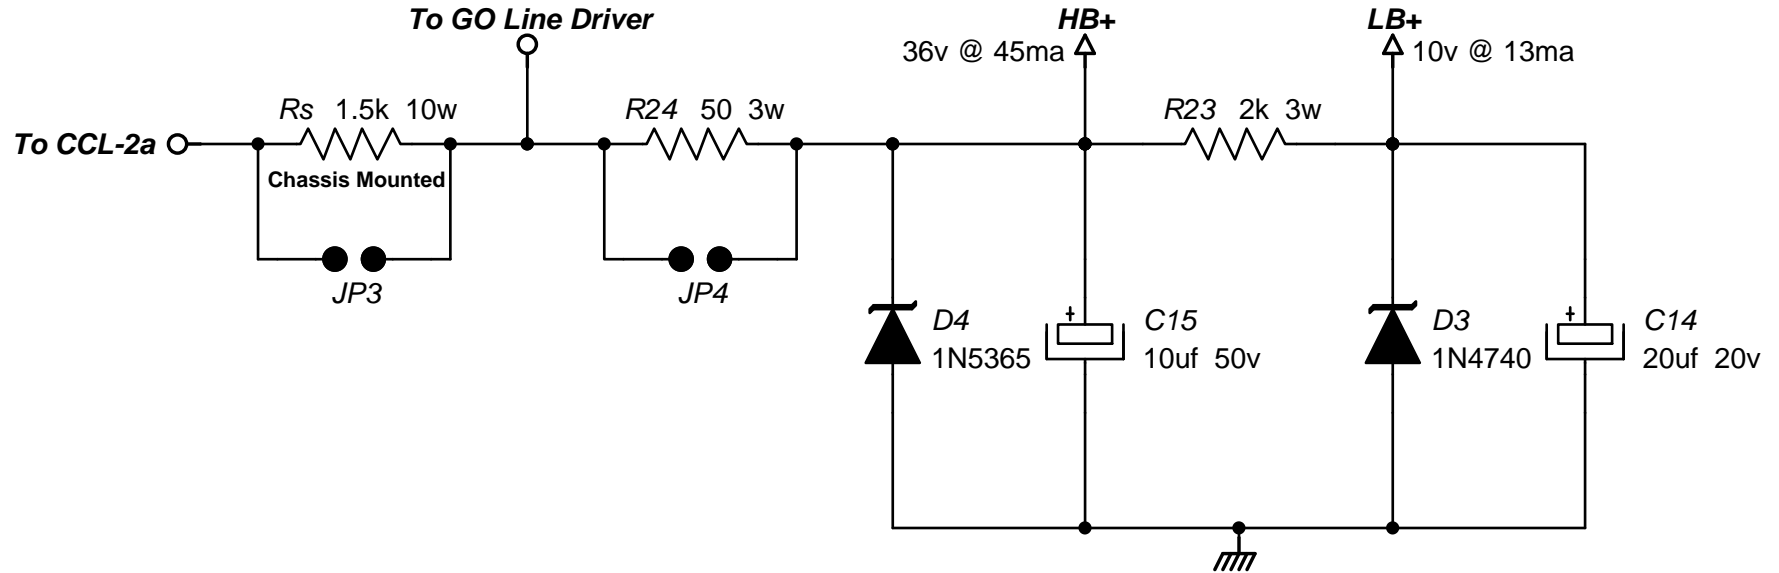 To GO Line Driver
HB+
LB+
36v @ 45ma
10v @ 13ma
Rs 1.5k 10w
R24 50 3w
R23 2k 3w
To CCL-2a
Chassis Mounted
JP3
JP4
D4
1N5365
+
C15
10uf 50v
D3
1N4740
+
C14
20uf 20v